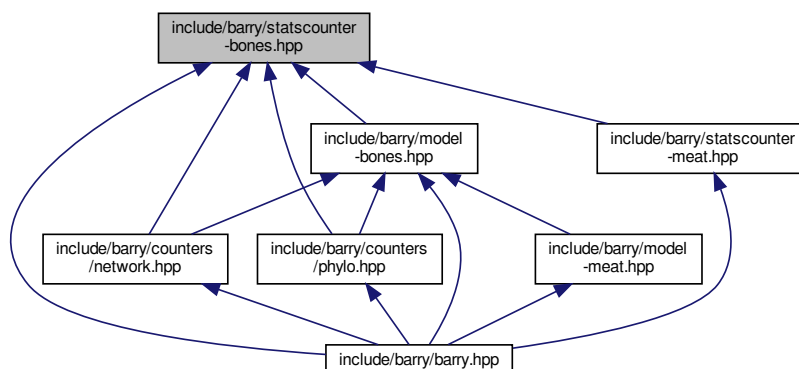 include/barry/statscounter
-bones.hpp
include/barry/model
-bones.hpp
include/barry/statscounter
-meat.hpp
include/barry/counters
/network.hpp
include/barry/counters
/phylo.hpp
include/barry/model
-meat.hpp
include/barry/barry.hpp